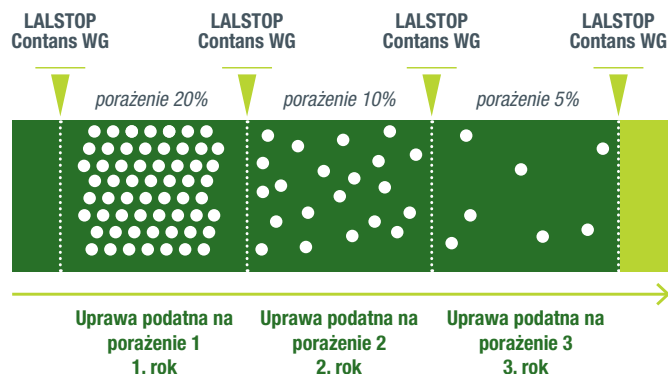 LALSTOP
Contans WG
LALSTOP
Contans WG
LALSTOP
Contans WG
LALSTOP
Contans WG
porażenie 20%
porażenie 10%
porażenie 5%
Uprawa podatna na
porażenie 1
1. rok
Uprawa podatna na
porażenie 2
2. rok
Uprawa podatna na
porażenie 3
3. rok